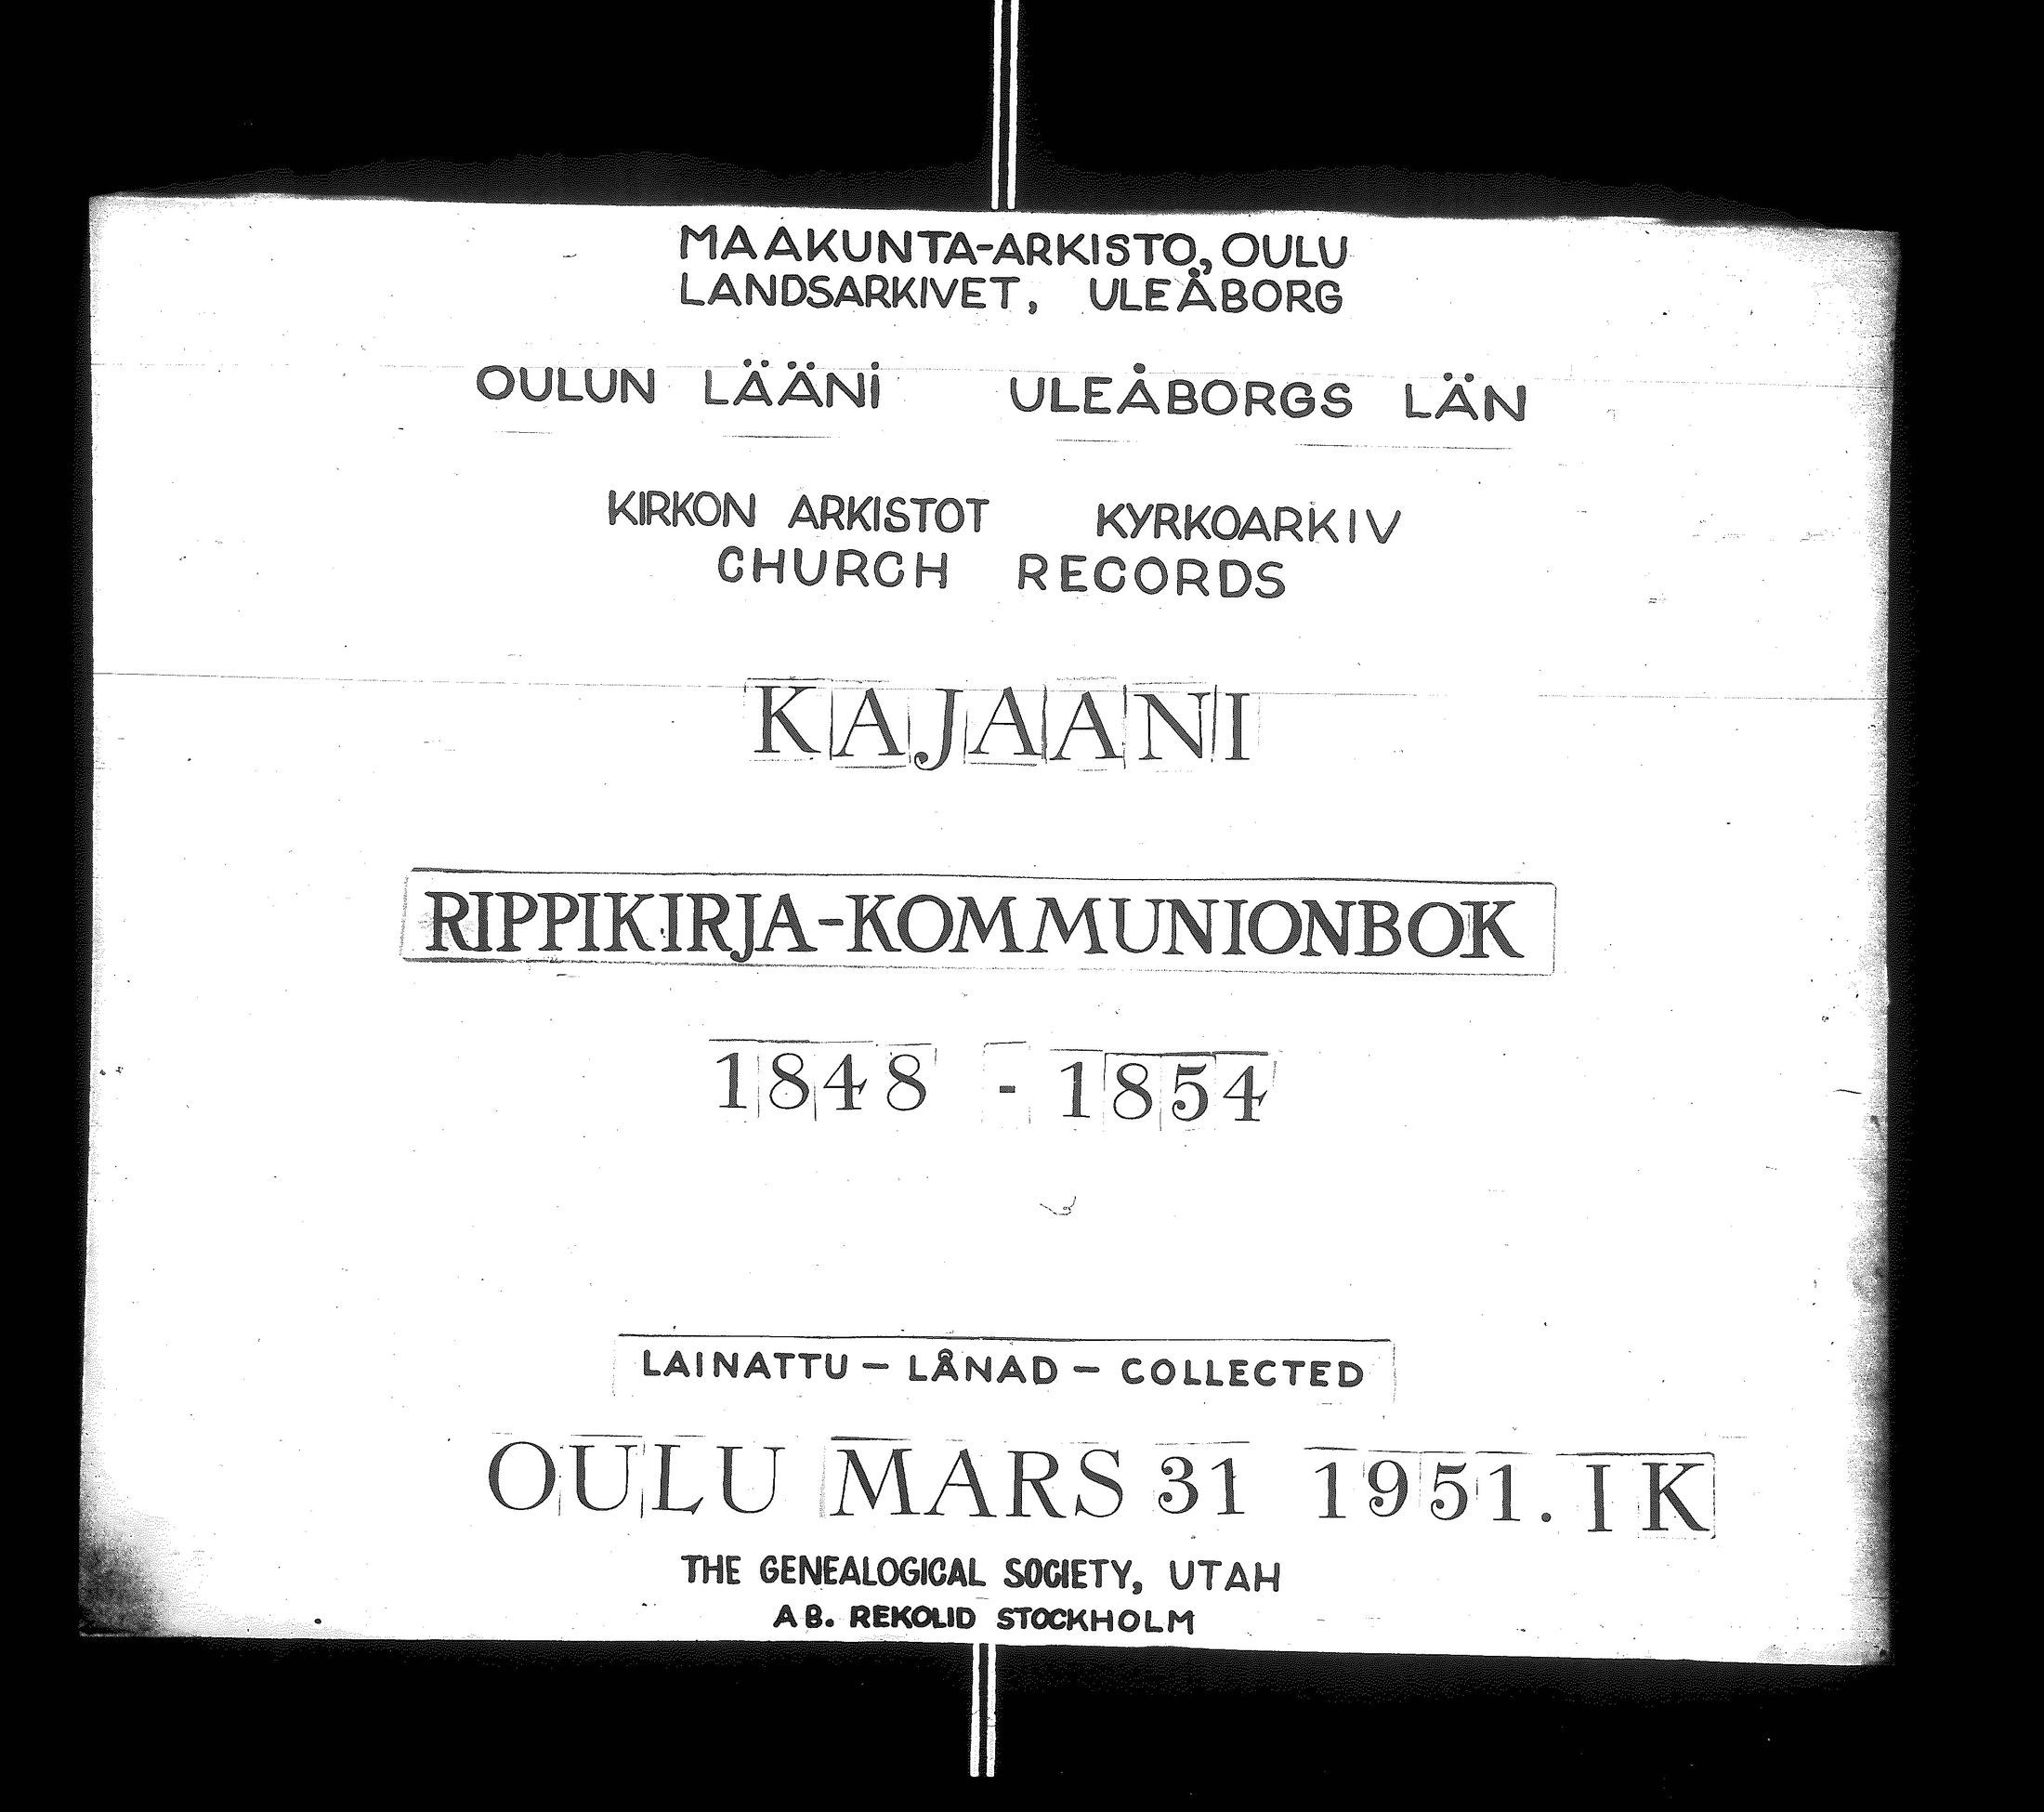 MAAKUNTA-ARKISTO, OULU
LANDSARKIVET, ULEÅBORG
OULUN LÄÄNI ULEÅBORGS LÄN
KIRKON ARKISTOT KYRKOARKIV
CHURCH RECORDS
KAJAANI
RIPPIKIRJA-KOMMUNIONBOK
1848 - 1854
LAINATTU - LÅNAD - COLLECTED
OULU MARS 31 1951. IK
THE GENEALOGICAL SOCIETY, UTAH
AB. REKOLID STOCKHOLM